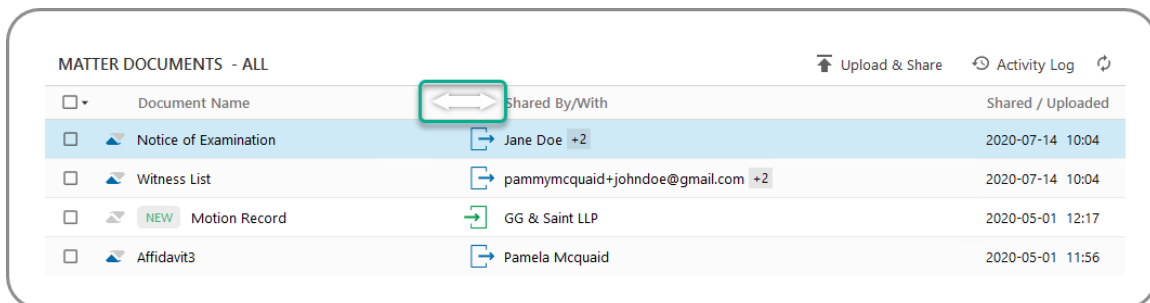 MATTER DOCUMENTS - ALL Upload & Share Activity Log
Document Name Shared By/With Shared / Uploaded
Notice of Examination Jane Doe +2 2020-07-14 10:04
Witness List pammymcquaid+johndoe@gmail.com +2 2020-07-14 10:04
NEW Motion Record GG & Saint LLP 2020-05-01 12:17
Affidavit3 Pamela Mcquaid 2020-05-01 11:56